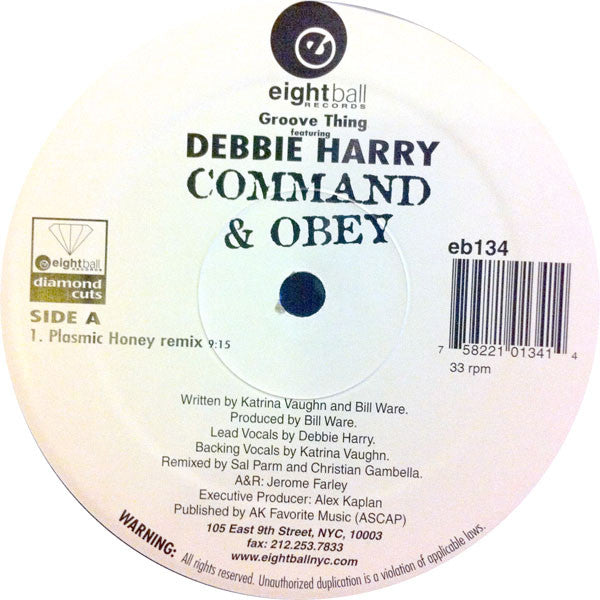 e
eightball
RECORDS
Groove Thing
featuring
DEBBIE HARRY
COMMAND
& OBEY
eightball
RECORDS
diamond
cuts
SIDE A
1. Plasmic Honey remix 9:15
eb134
7 58221 01341 4
33 rpm
Written by Katrina Vaughn and Bill Ware.
Produced by Bill Ware.
Lead Vocals by Debbie Harry.
Backing Vocals by Katrina Vaughn.
Remixed by Sal Parm and Christian Gambella.
A&R: Jerome Farley
Executive Producer: Alex Kaplan
Published by AK Favorite Music (ASCAP)
105 East 9th Street, NYC, 10003
fax: 212.253.7833
www.eightballnyc.com
WARNING: All rights reserved. Unauthorized duplication is a violation of applicable laws.